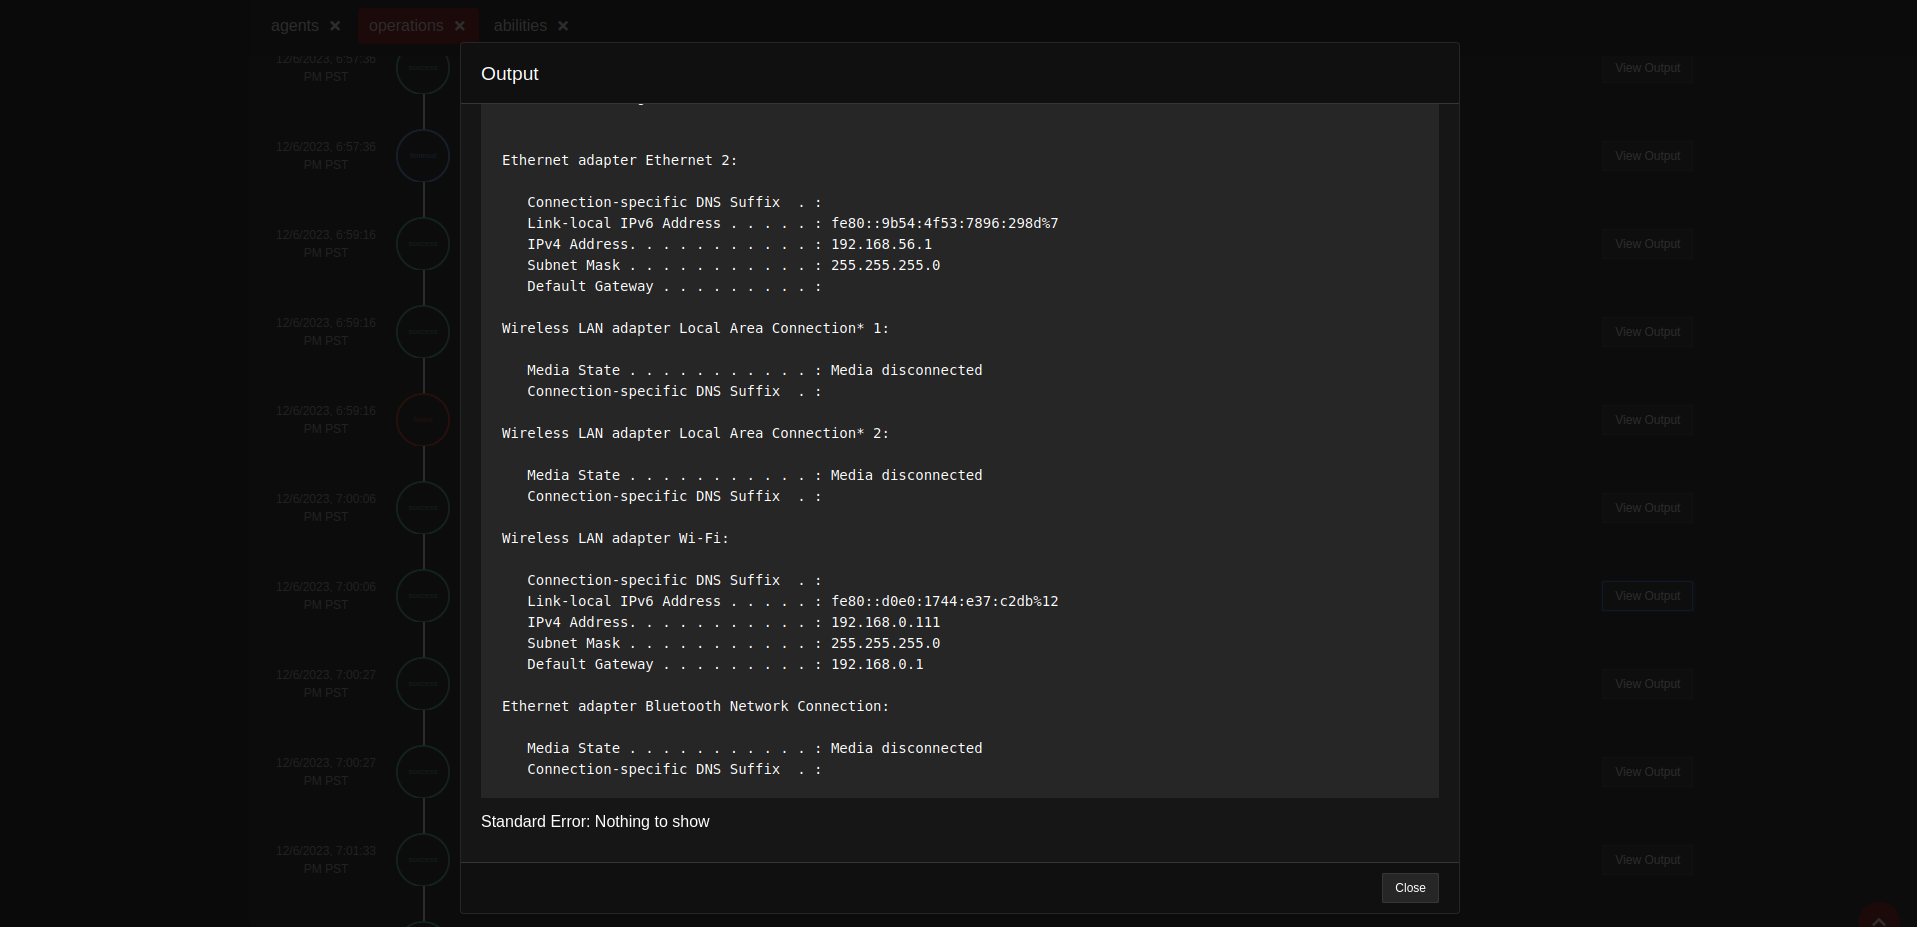 agents ✖ operations ✖ abilities ✖
Output
12/6/2023, 6:57:36
PM PST
View Output
12/6/2023, 6:57:36
PM PST
View Output
12/6/2023, 6:59:16
PM PST
View Output
12/6/2023, 6:59:16
PM PST
View Output
12/6/2023, 6:59:16
PM PST
View Output
12/6/2023, 7:00:06
PM PST
View Output
12/6/2023, 7:00:06
PM PST
View Output
12/6/2023, 7:00:27
PM PST
View Output
12/6/2023, 7:00:27
PM PST
View Output
12/6/2023, 7:01:33
PM PST
View Output
Ethernet adapter Ethernet 2:
Connection-specific DNS Suffix  . :
Link-local IPv6 Address . . . . . : fe80::9b54:4f53:7896:298d%7
IPv4 Address. . . . . . . . . . . : 192.168.56.1
Subnet Mask . . . . . . . . . . . : 255.255.255.0
Default Gateway . . . . . . . . . :
Wireless LAN adapter Local Area Connection* 1:
Media State . . . . . . . . . . . : Media disconnected
Connection-specific DNS Suffix  . :
Wireless LAN adapter Local Area Connection* 2:
Media State . . . . . . . . . . . : Media disconnected
Connection-specific DNS Suffix  . :
Wireless LAN adapter Wi-Fi:
Connection-specific DNS Suffix  . :
Link-local IPv6 Address . . . . . : fe80::d0e0:1744:e37:c2db%12
IPv4 Address. . . . . . . . . . . : 192.168.0.111
Subnet Mask . . . . . . . . . . . : 255.255.255.0
Default Gateway . . . . . . . . . : 192.168.0.1
Ethernet adapter Bluetooth Network Connection:
Media State . . . . . . . . . . . : Media disconnected
Connection-specific DNS Suffix  . :
Standard Error: Nothing to show
Close